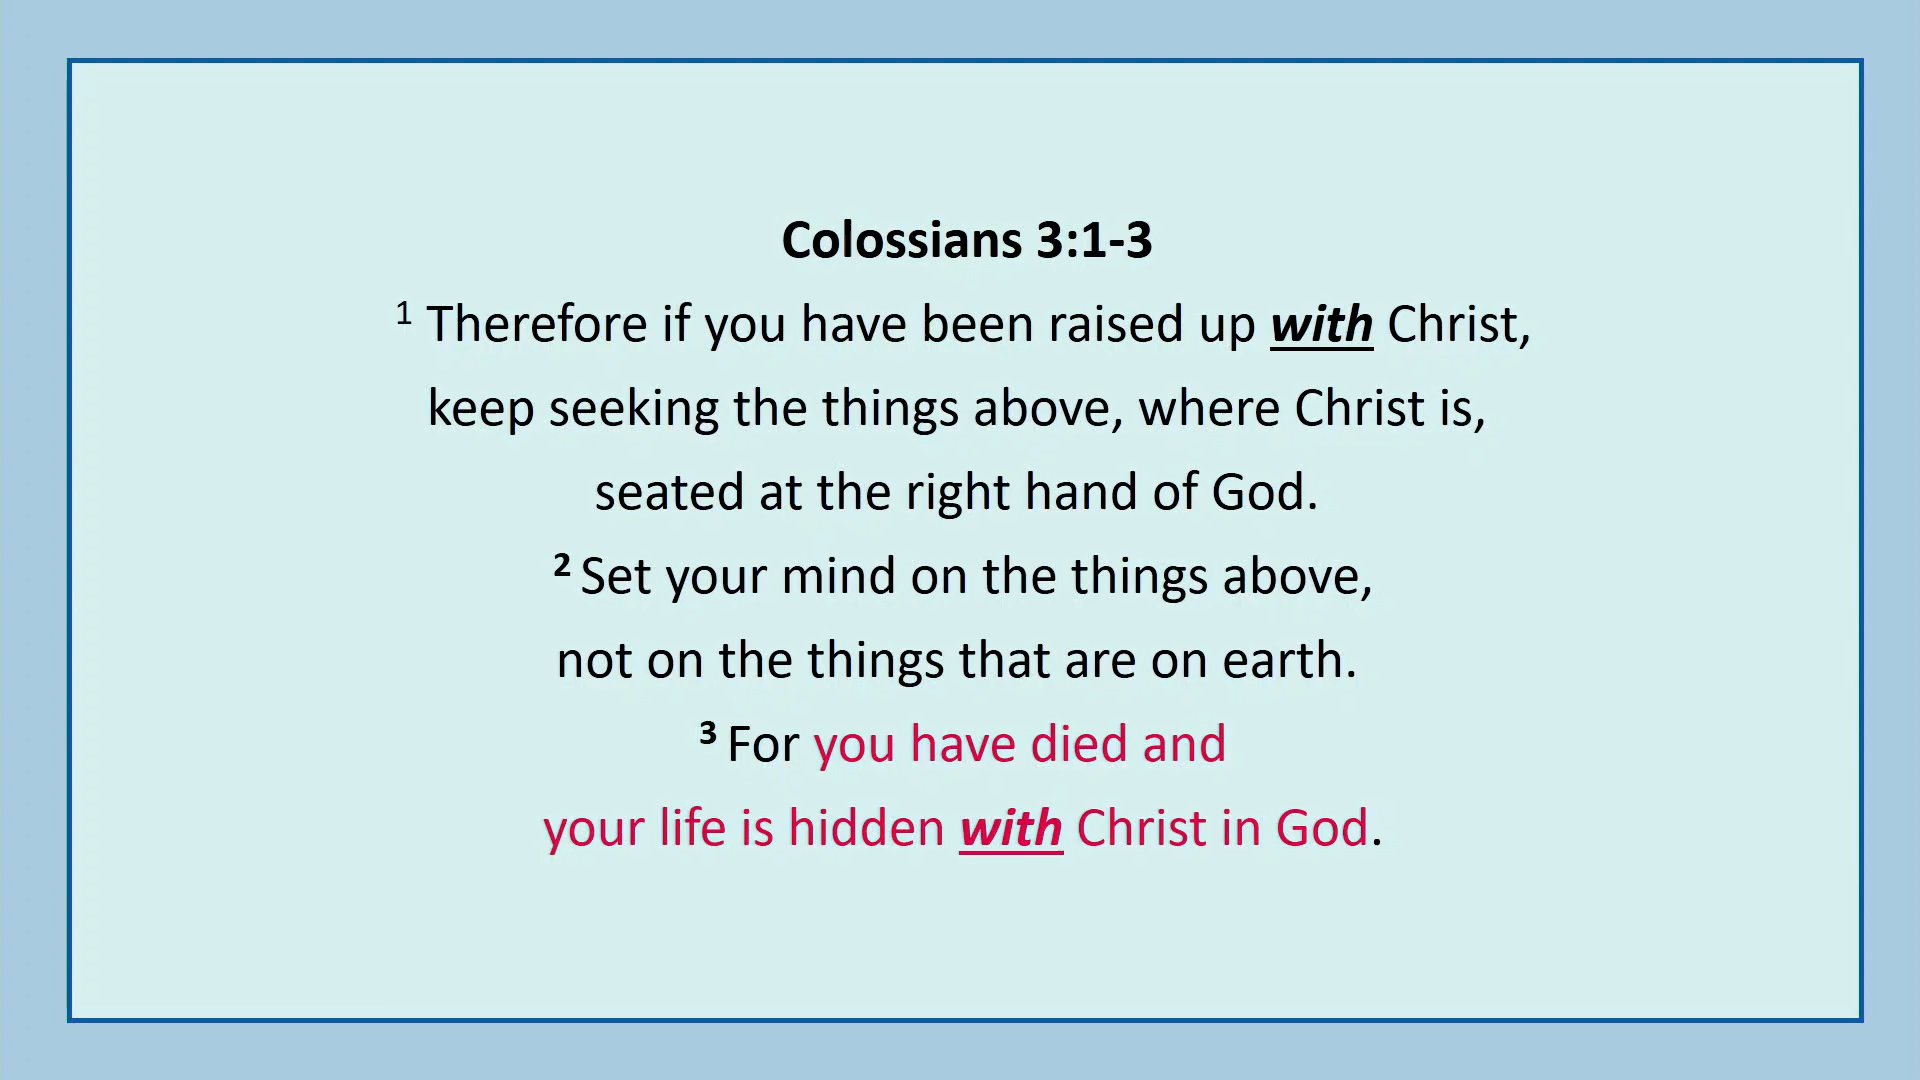 Colossians 3:1-3
1 Therefore if you have been raised up with Christ,
keep seeking the things above, where Christ is,
seated at the right hand of God.
2 Set your mind on the things above,
not on the things that are on earth.
3 For you have died and
your life is hidden with Christ in God.